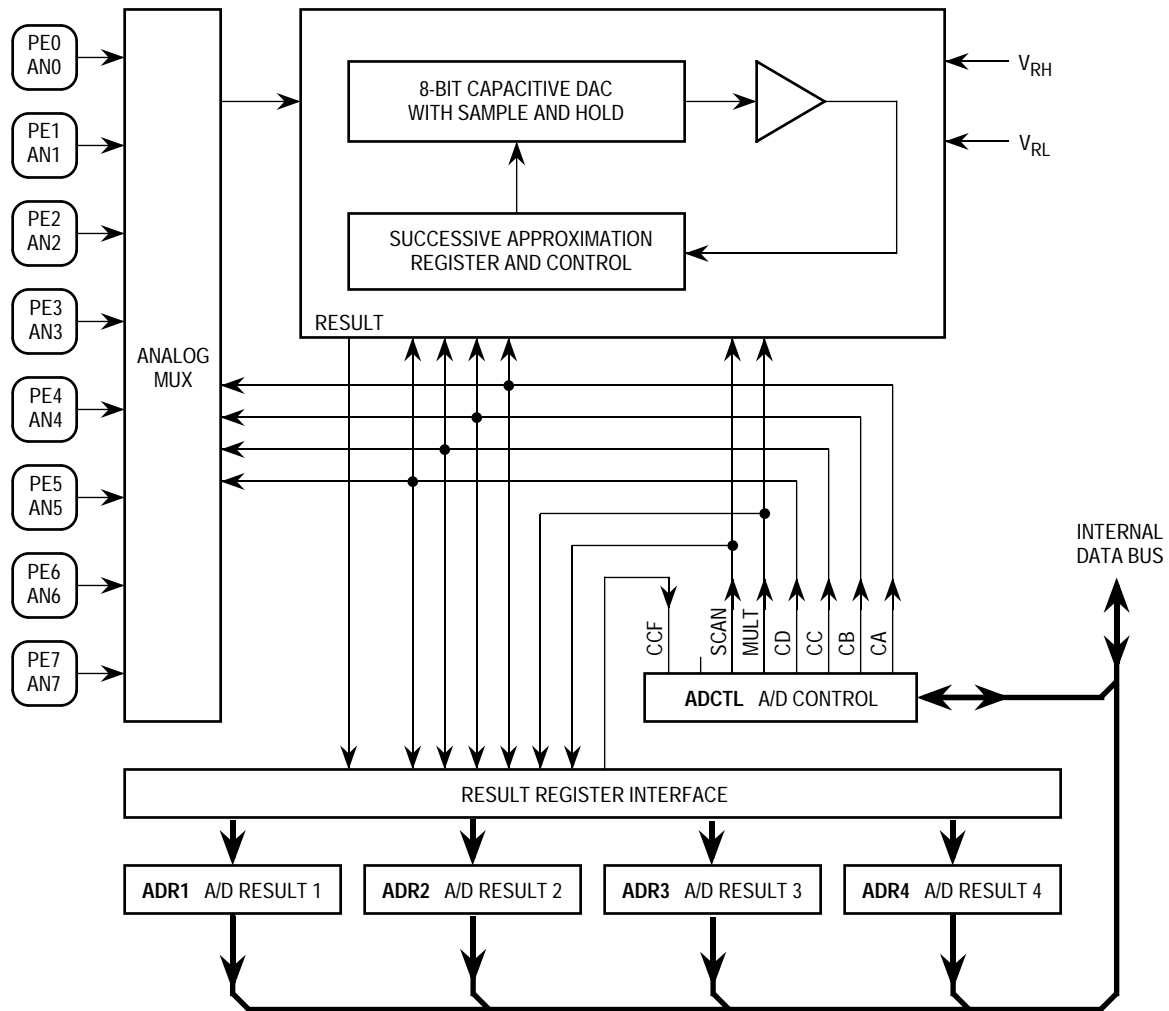 PE0
AN0
PE1
AN1
PE2
AN2
PE3
AN3
PE4
AN4
PE5
AN5
PE6
AN6
PE7
AN7
ANALOG
MUX
8-BIT CAPACITIVE DAC
WITH SAMPLE AND HOLD
SUCCESSIVE APPROXIMATION
REGISTER AND CONTROL
RESULT
VRH
VRL
INTERNAL
DATA BUS
CCF
SCAN
MULT
CD
CC
CB
CA
ADCTL A/D CONTROL
RESULT REGISTER INTERFACE
ADR1 A/D RESULT 1
ADR2 A/D RESULT 2
ADR3 A/D RESULT 3
ADR4 A/D RESULT 4